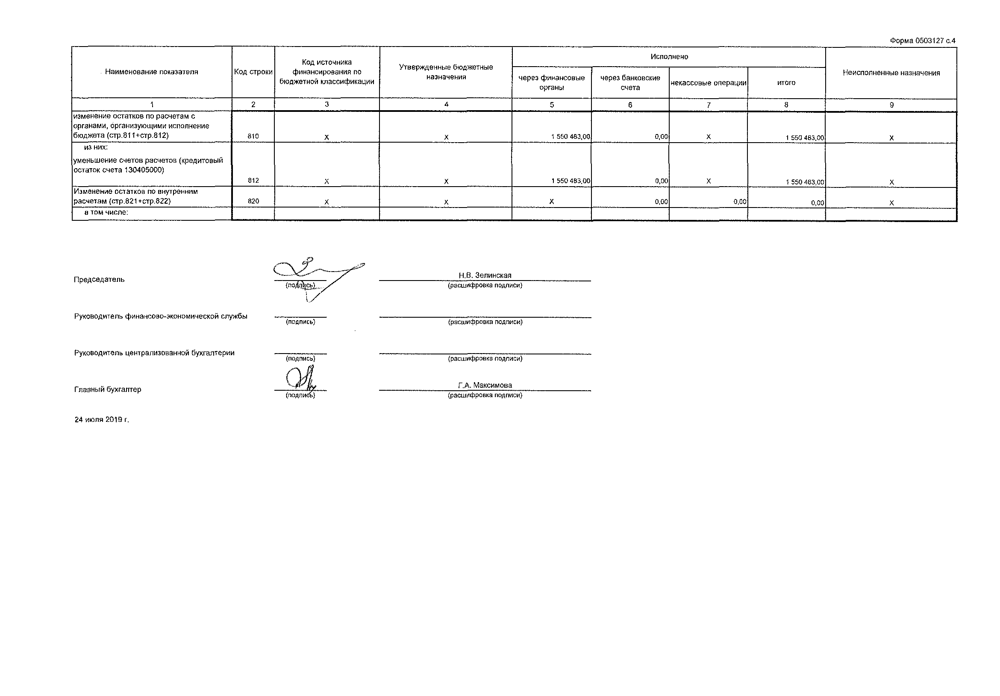 Форма 0503127 с.4
Наименование показателя
Код строки
Код источника
финансирования по
бюджетной классификации
Утвержденные бюджетные
назначения
Исполнено
через финансовые
органы
через банковские
счета
некассовые операции
итого
Неисполненные назначения
1 2 3 4 5 6 7 8 9
изменение остатков по расчетам с
органами, организующими исполнение
бюджета (стр.811+стр.812) 810 X X 1 550 483,00 0,00 X 1 550 483,00 X
из них:
уменьшение счетов расчетов (кредитовый
остаток счета 130405000)
812 X X 1 550 483,00 0,00 X 1 550 483,00 X
Изменение остатков по внутренним
расчетам (стр.821+стр.822) 820 X X X 0,00 0,00 0,00 X
в том числе:
Председатель
Н.В. Зелинская
(подпись) (расшифровка подписи)
Руководитель финансово-экономической службы
(подпись) (расшифровка подписи)
Руководитель централизованной бухгалтерии
(подпись) (расшифровка подписи)
Главный бухгалтер
Г.А. Максимова
(подпись) (расшифровка подписи)
24 июля 2019 г.